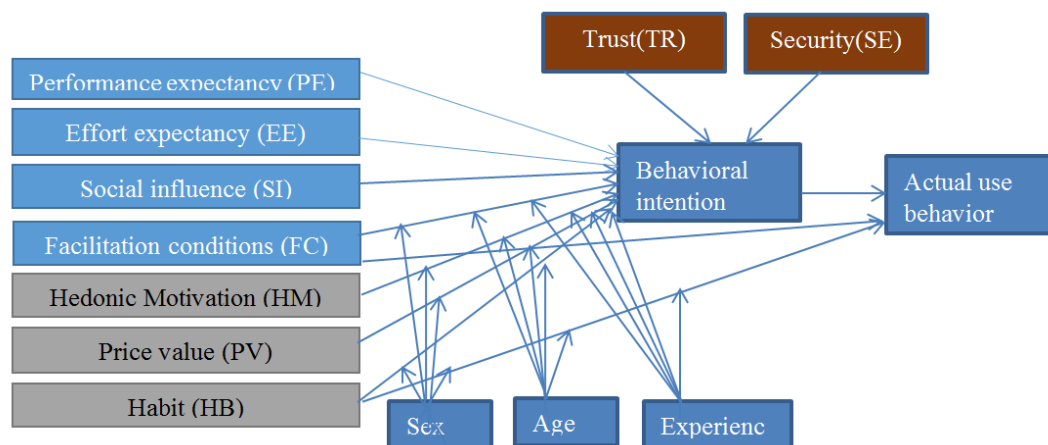 Trust(TR)
Security(SE)
Performance expectancy (PE)
Effort expectancy (EE)
Social influence (SI)
Facilitation conditions (FC)
Hedonic Motivation (HM)
Price value (PV)
Habit (HB)
Behavioral
intention
Actual use
behavior
Sex
Age
Experienc